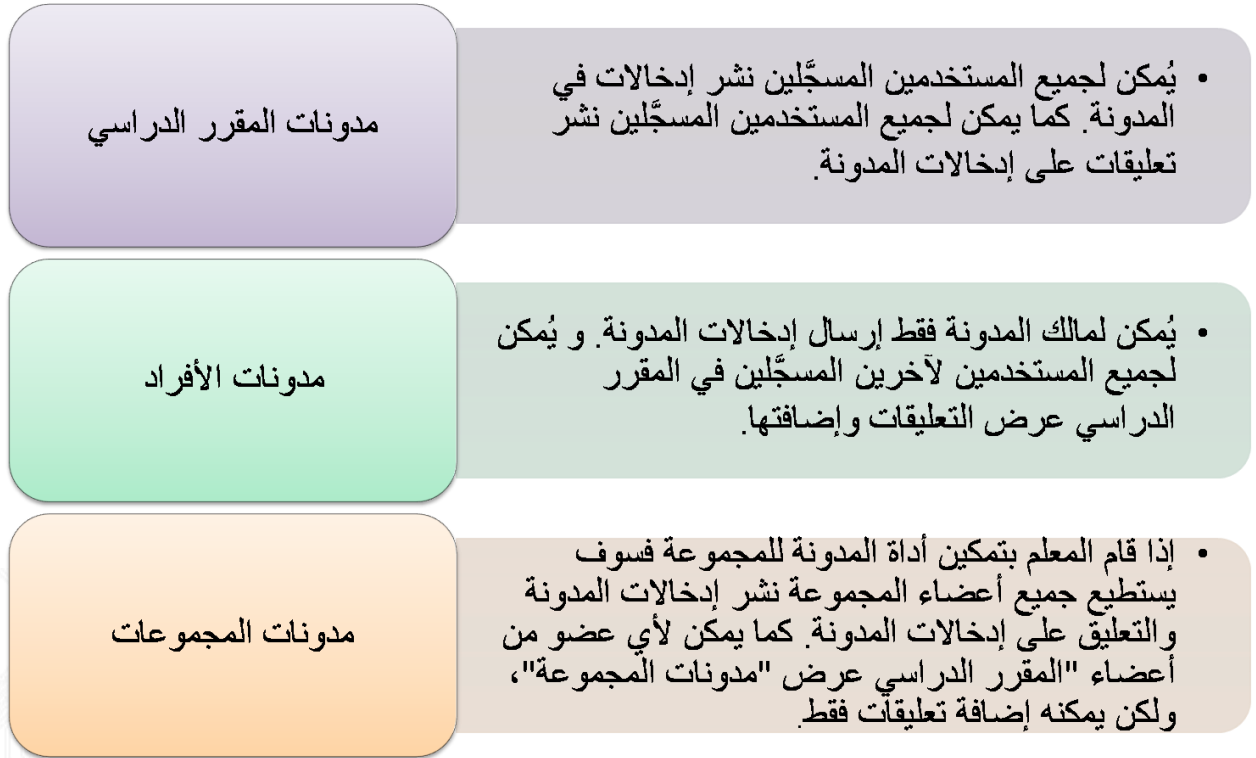 مدونات المقرر الدراسي
• يُمكن لجميع المستخدمين المسجَّلين نشر إدخالات في
المدونة. كما يمكن لجميع المستخدمين المسجَّلين نشر
تعليقات على إدخالات المدونة.
مدونات الأفراد
• يُمكن لمالك المدونة فقط إرسال إدخالات المدونة. و يُمكن
لجميع المستخدمين لآخرين المسجَّلين في المقرر
الدراسي عرض التعليقات وإضافتها.
مدونات المجموعات
• إذا قام المعلم بتمكين أداة المدونة للمجموعة فسوف
يستطيع جميع أعضاء المجموعة نشر إدخالات المدونة
والتعليق على إدخالات المدونة. كما يمكن لأي عضو من
أعضاء "المقرر الدراسي عرض "مدونات المجموعة"،
ولكن يمكنه إضافة تعليقات فقط.